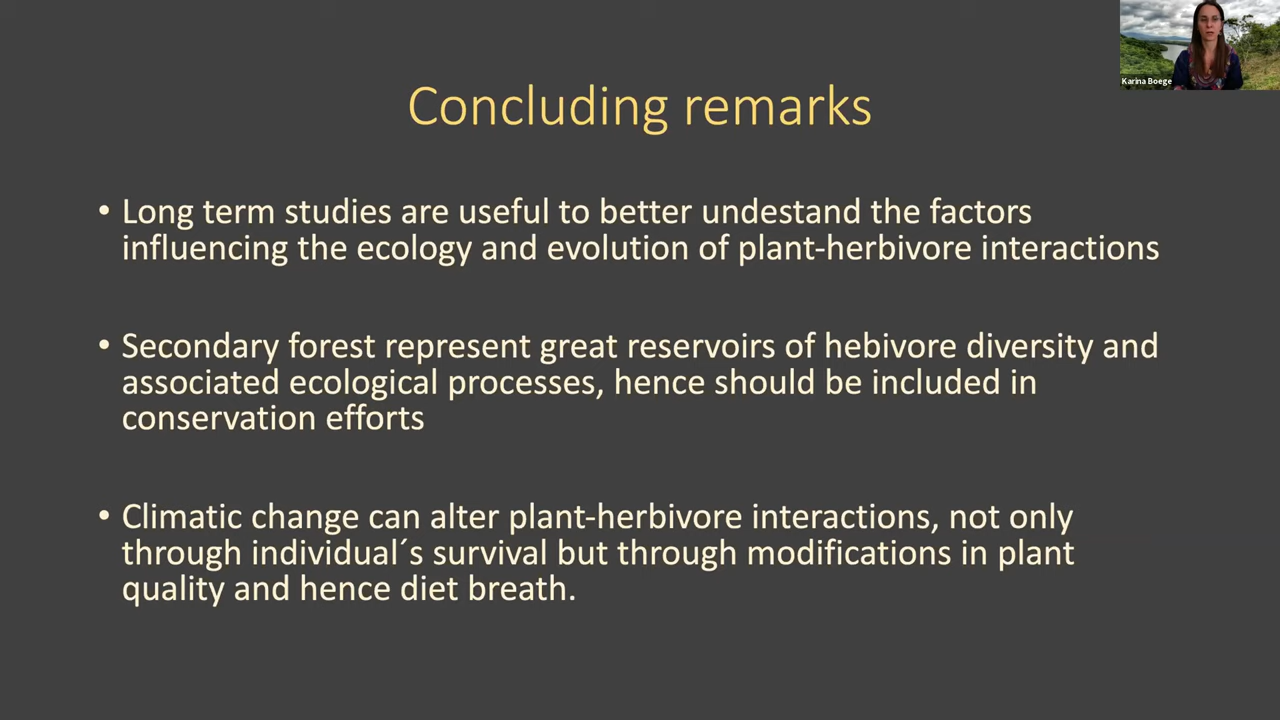 Karina Boege
Concluding remarks
• Long term studies are useful to better undestand the factors
influencing the ecology and evolution of plant-herbivore interactions
• Secondary forest represent great reservoirs of hebivore diversity and
associated ecological processes, hence should be included in
conservation efforts
• Climatic change can alter plant-herbivore interactions, not only
through individual´s survival but through modifications in plant
quality and hence diet breath.